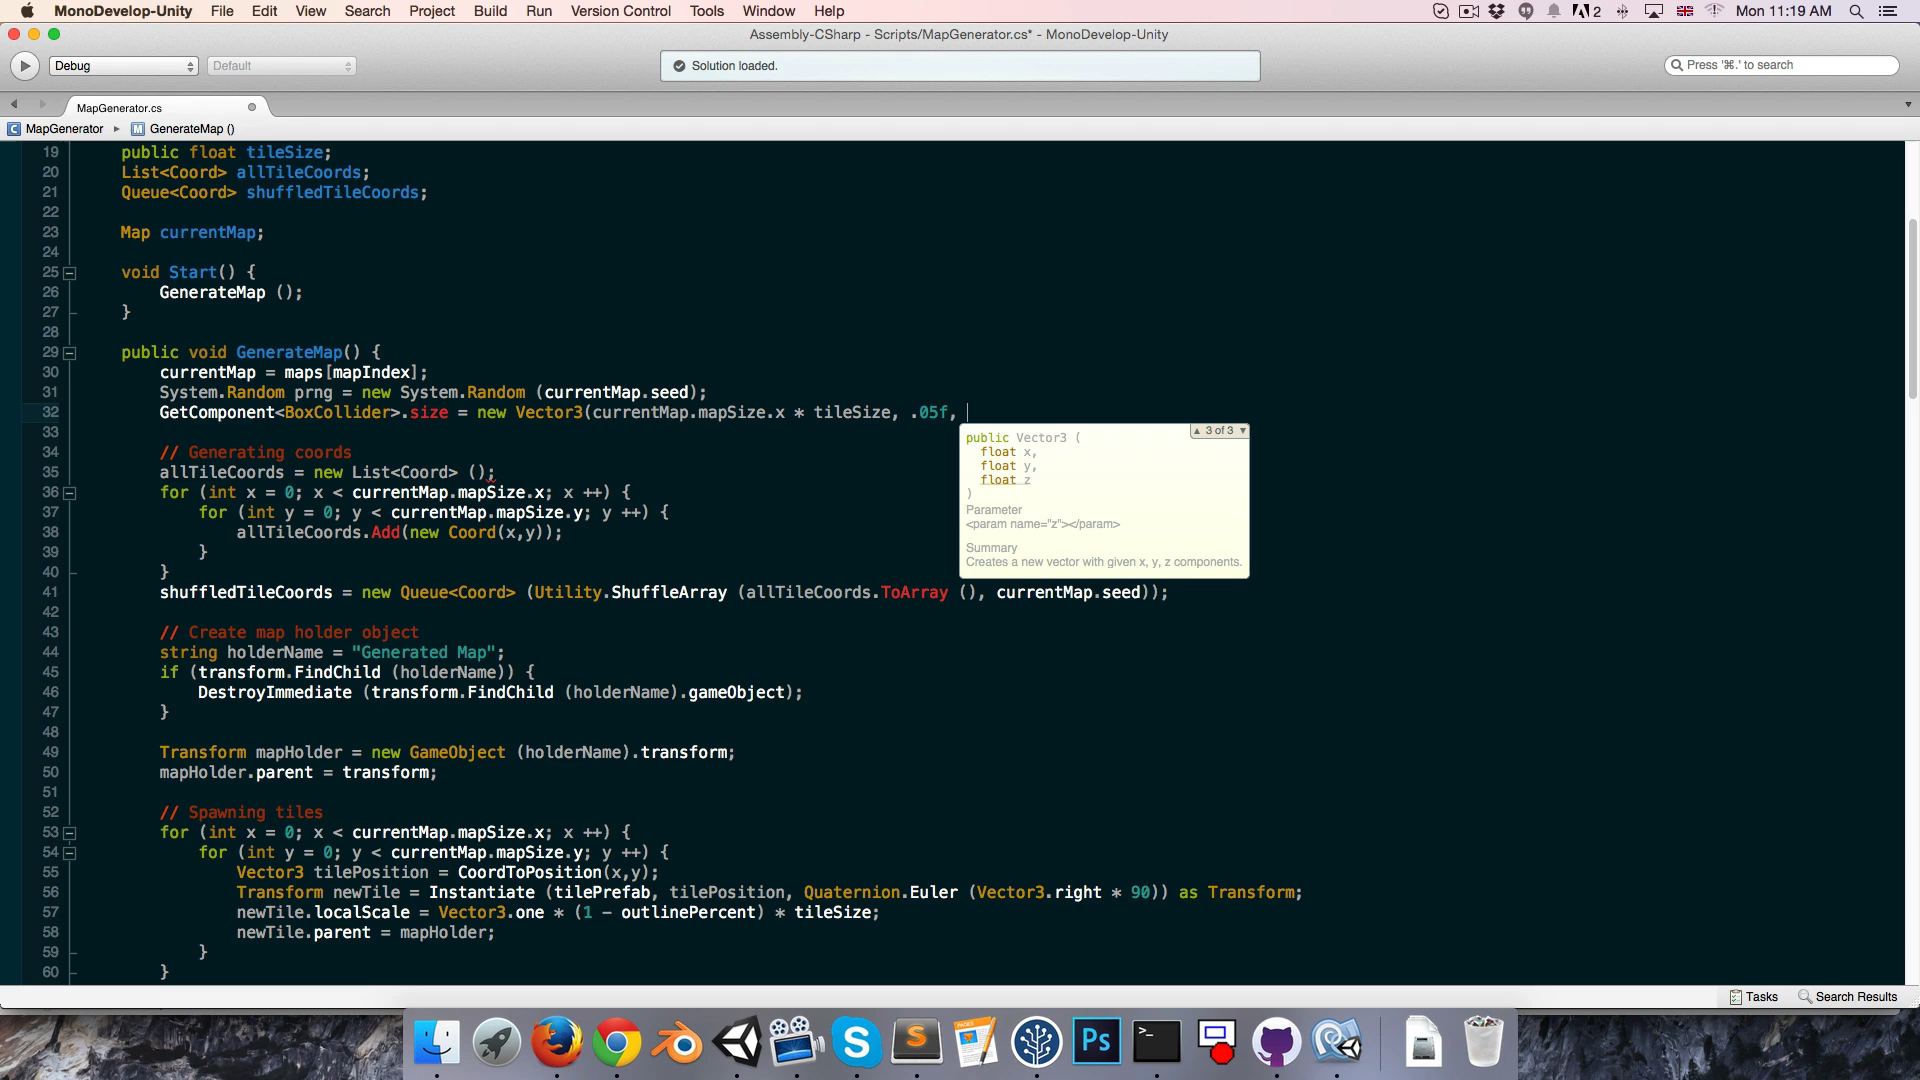 MonoDevelop-Unity File Edit View Search Project Build Run Version Control Tools Window Help 2 Mon 11:19 AM
Assembly-CSharp - Scripts/MapGenerator.cs* - MonoDevelop-Unity
Debug Default Solution loaded. Press '⌘.' to search
MapGenerator.cs
C MapGenerator ▸ M GenerateMap ()
19 public float tileSize;
20 List<Coord> allTileCoords;
21 Queue<Coord> shuffledTileCoords;
22
23 Map currentMap;
24
25 void Start() {
26 GenerateMap ();
27 }
28
29 public void GenerateMap() {
30 currentMap = maps[mapIndex];
31 System.Random prng = new System.Random (currentMap.seed);
32 GetComponent<BoxCollider>.size = new Vector3(currentMap.mapSize.x * tileSize, .05f,
33
▲ 3 of 3 ▼
public Vector3 (
float x,
float y,
float z
)
Parameter
<param name="z"></param>
Summary
Creates a new vector with given x, y, z components.
34 // Generating coords
35 allTileCoords = new List<Coord> ();
36 for (int x = 0; x < currentMap.mapSize.x; x ++) {
37 for (int y = 0; y < currentMap.mapSize.y; y ++) {
38 allTileCoords.Add(new Coord(x,y));
39 }
40 }
41 shuffledTileCoords = new Queue<Coord> (Utility.ShuffleArray (allTileCoords.ToArray (), currentMap.seed));
42
43 // Create map holder object
44 string holderName = "Generated Map";
45 if (transform.FindChild (holderName)) {
46 DestroyImmediate (transform.FindChild (holderName).gameObject);
47 }
48
49 Transform mapHolder = new GameObject (holderName).transform;
50 mapHolder.parent = transform;
51
52 // Spawning tiles
53 for (int x = 0; x < currentMap.mapSize.x; x ++) {
54 for (int y = 0; y < currentMap.mapSize.y; y ++) {
55 Vector3 tilePosition = CoordToPosition(x,y);
56 Transform newTile = Instantiate (tilePrefab, tilePosition, Quaternion.Euler (Vector3.right * 90)) as Transform;
57 newTile.localScale = Vector3.one * (1 - outlinePercent) * tileSize;
58 newTile.parent = mapHolder;
59 }
60 }
Tasks Search Results
S S PAGES Ps >_